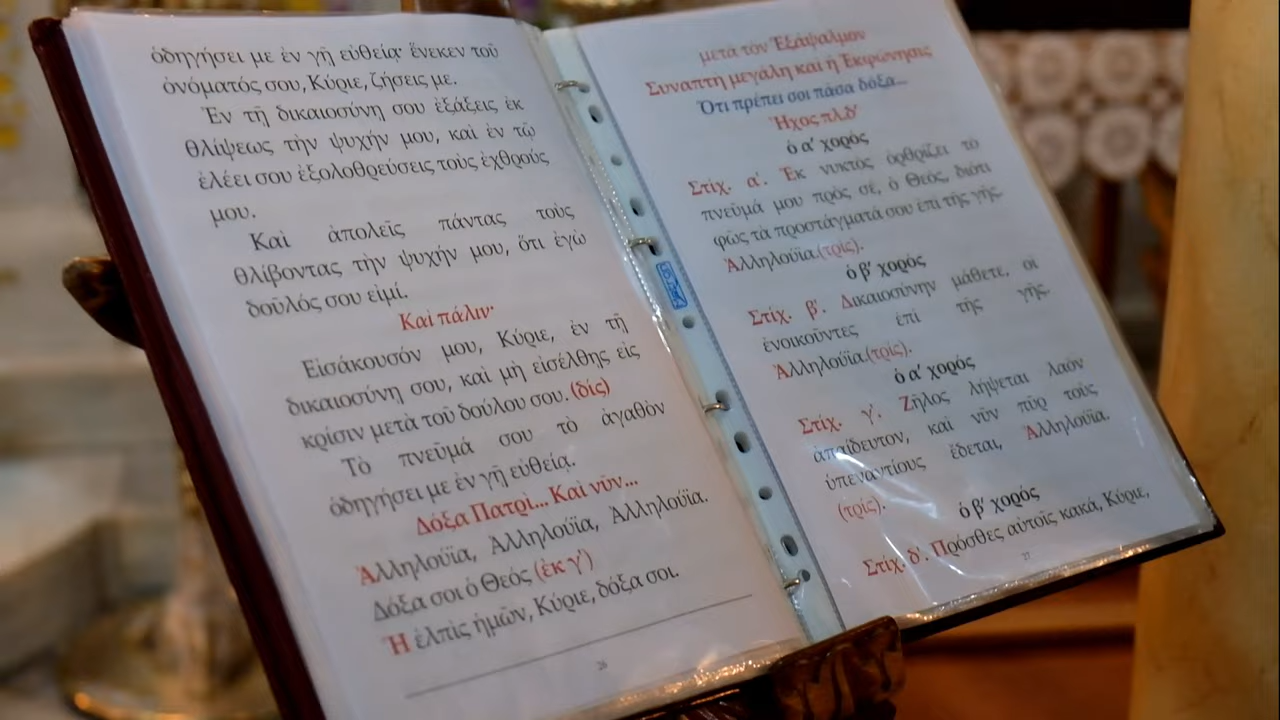 ὁδηγήσει με ἐν γῇ εὐθείᾳ· ἕνεκεν τοῦ
ὀνόματός σου, Κύριε, ζήσεις με.
Ἐν τῇ δικαιοσύνῃ σου ἐξάξεις ἐκ
θλίψεως τὴν ψυχήν μου, καὶ ἐν τῷ
ἐλέει σου ἐξολοθρεύσεις τοὺς ἐχθρούς
μου.
Καὶ ἀπολεῖς πάντας τοὺς
θλίβοντας τὴν ψυχήν μου, ὅτι ἐγὼ
δοῦλός σου εἰμί.
Καὶ πάλιν·
Εἰσάκουσόν μου, Κύριε, ἐν τῇ
δικαιοσύνῃ σου, καὶ μὴ εἰσέλθῃς εἰς
κρίσιν μετὰ τοῦ δούλου σου. (δίς)
Τὸ πνεῦμά σου τὸ ἀγαθὸν
ὁδηγήσει με ἐν γῇ εὐθείᾳ.
Δόξα Πατρὶ... Καὶ νῦν...
Ἀλληλούϊα, Ἀλληλούϊα, Ἀλληλούϊα.
Δόξα σοι ὁ Θεός (ἐκ γ')
Ἡ ἐλπὶς ἡμῶν, Κύριε, δόξα σοι.
26
μετὰ τὸν Ἑξάψαλμον
Συναπτὴ μεγάλη καὶ ἡ Ἐκφώνησις
Ὅτι πρέπει σοι πᾶσα δόξα...
Ἦχος πλ.δ'
ὁ α' χορός
Στίχ. α'. Ἐκ νυκτὸς ὀρθρίζει τὸ
πνεῦμά μου πρὸς σέ, ὁ Θεός, διότι
φῶς τὰ προστάγματά σου ἐπὶ τῆς γῆς.
Ἀλληλούϊα.(τρίς).
ὁ β' χορός
Στίχ. β'. Δικαιοσύνην μάθετε, οἱ
ἐνοικοῦντες ἐπὶ τῆς γῆς.
Ἀλληλούϊα.(τρίς).
ὁ α' χορός
Στίχ. γ'. Ζῆλος λήψεται λαὸν
ἀπαίδευτον, καὶ νῦν πῦρ τοὺς
ὑπεναντίους ἔδεται, Ἀλληλούϊα.
(τρίς).
ὁ β' χορός
Στίχ. δ'. Πρόσθες αὐτοῖς κακά, Κύριε,
27